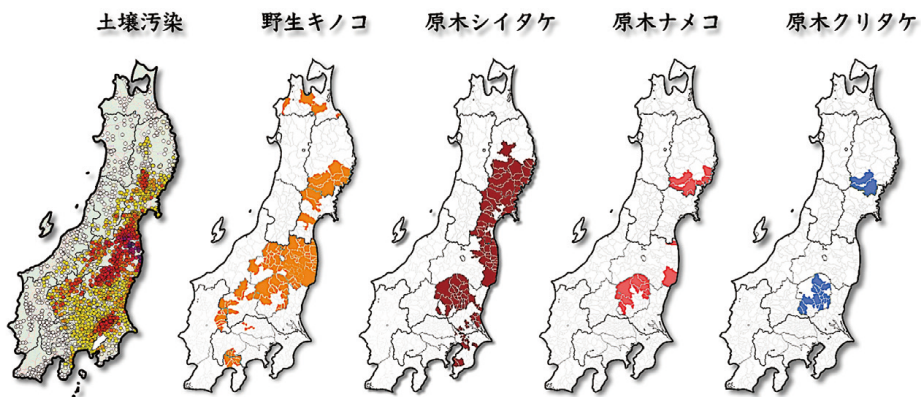 土壌汚染
野生キノコ
原木シイタケ
原木ナメコ
原木クリタケ